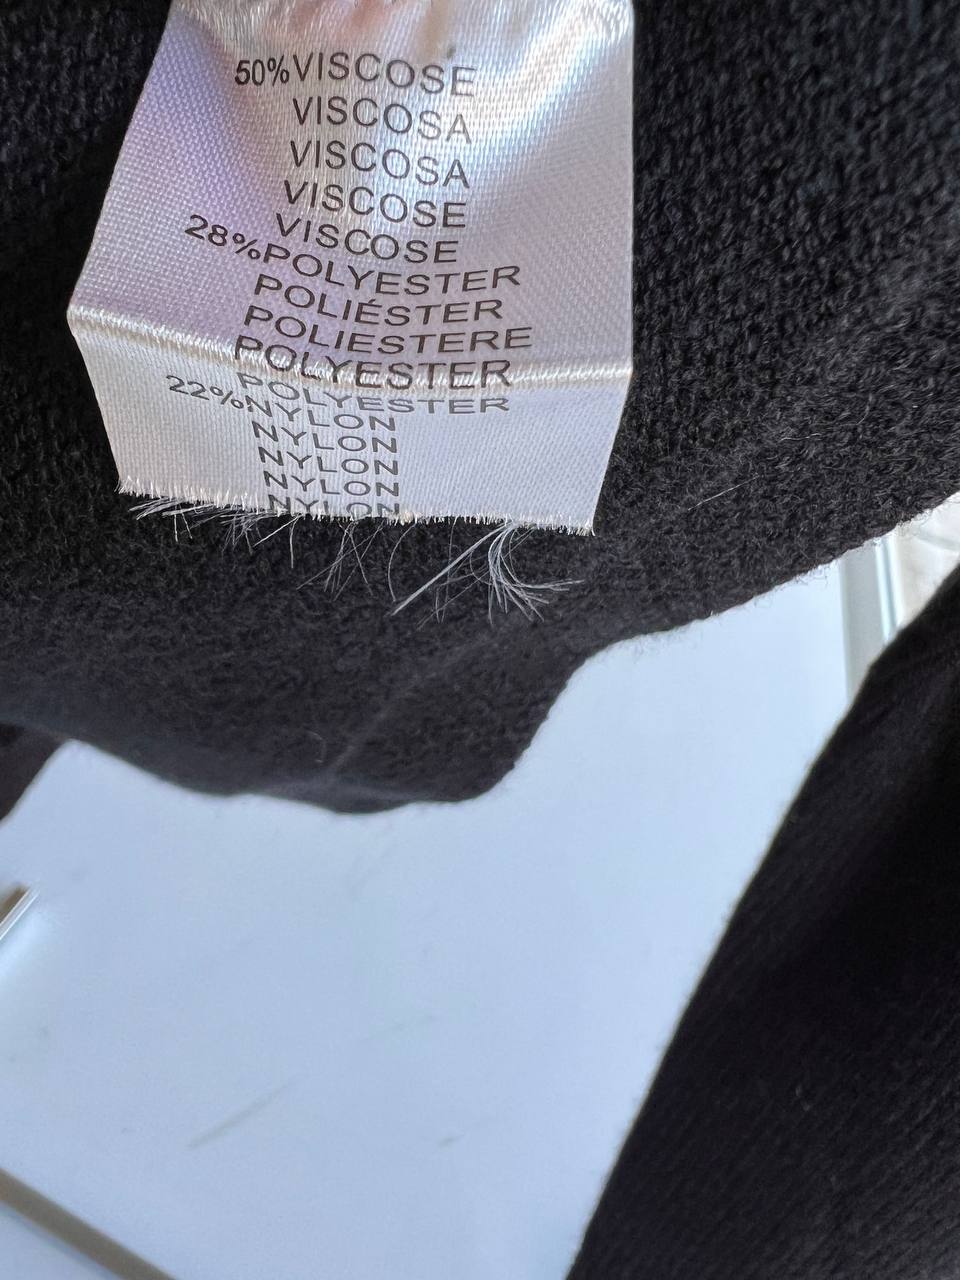 50%VISCOSE
VISCOSA
VISCOSA
VISCOSE
VISCOSE
28%POLYESTER
POLIÉSTER
POLIESTERE
POLYESTER
POLYESTER
22%NYLON
NYLON
NYLON
NYLON
NYLON